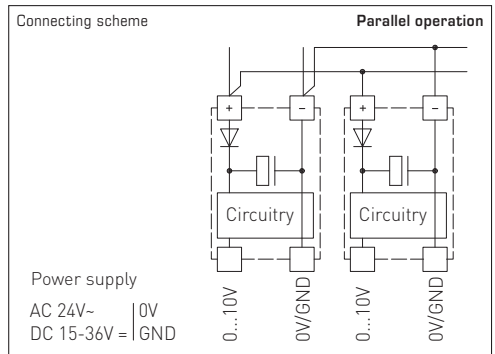 Connecting scheme
Parallel operation
+
–
+
–
Circuitry
Circuitry
Power supply
AC 24V~ | 0V
DC 15-36V = | GND
0...10V
0V/GND
0...10V
0V/GND